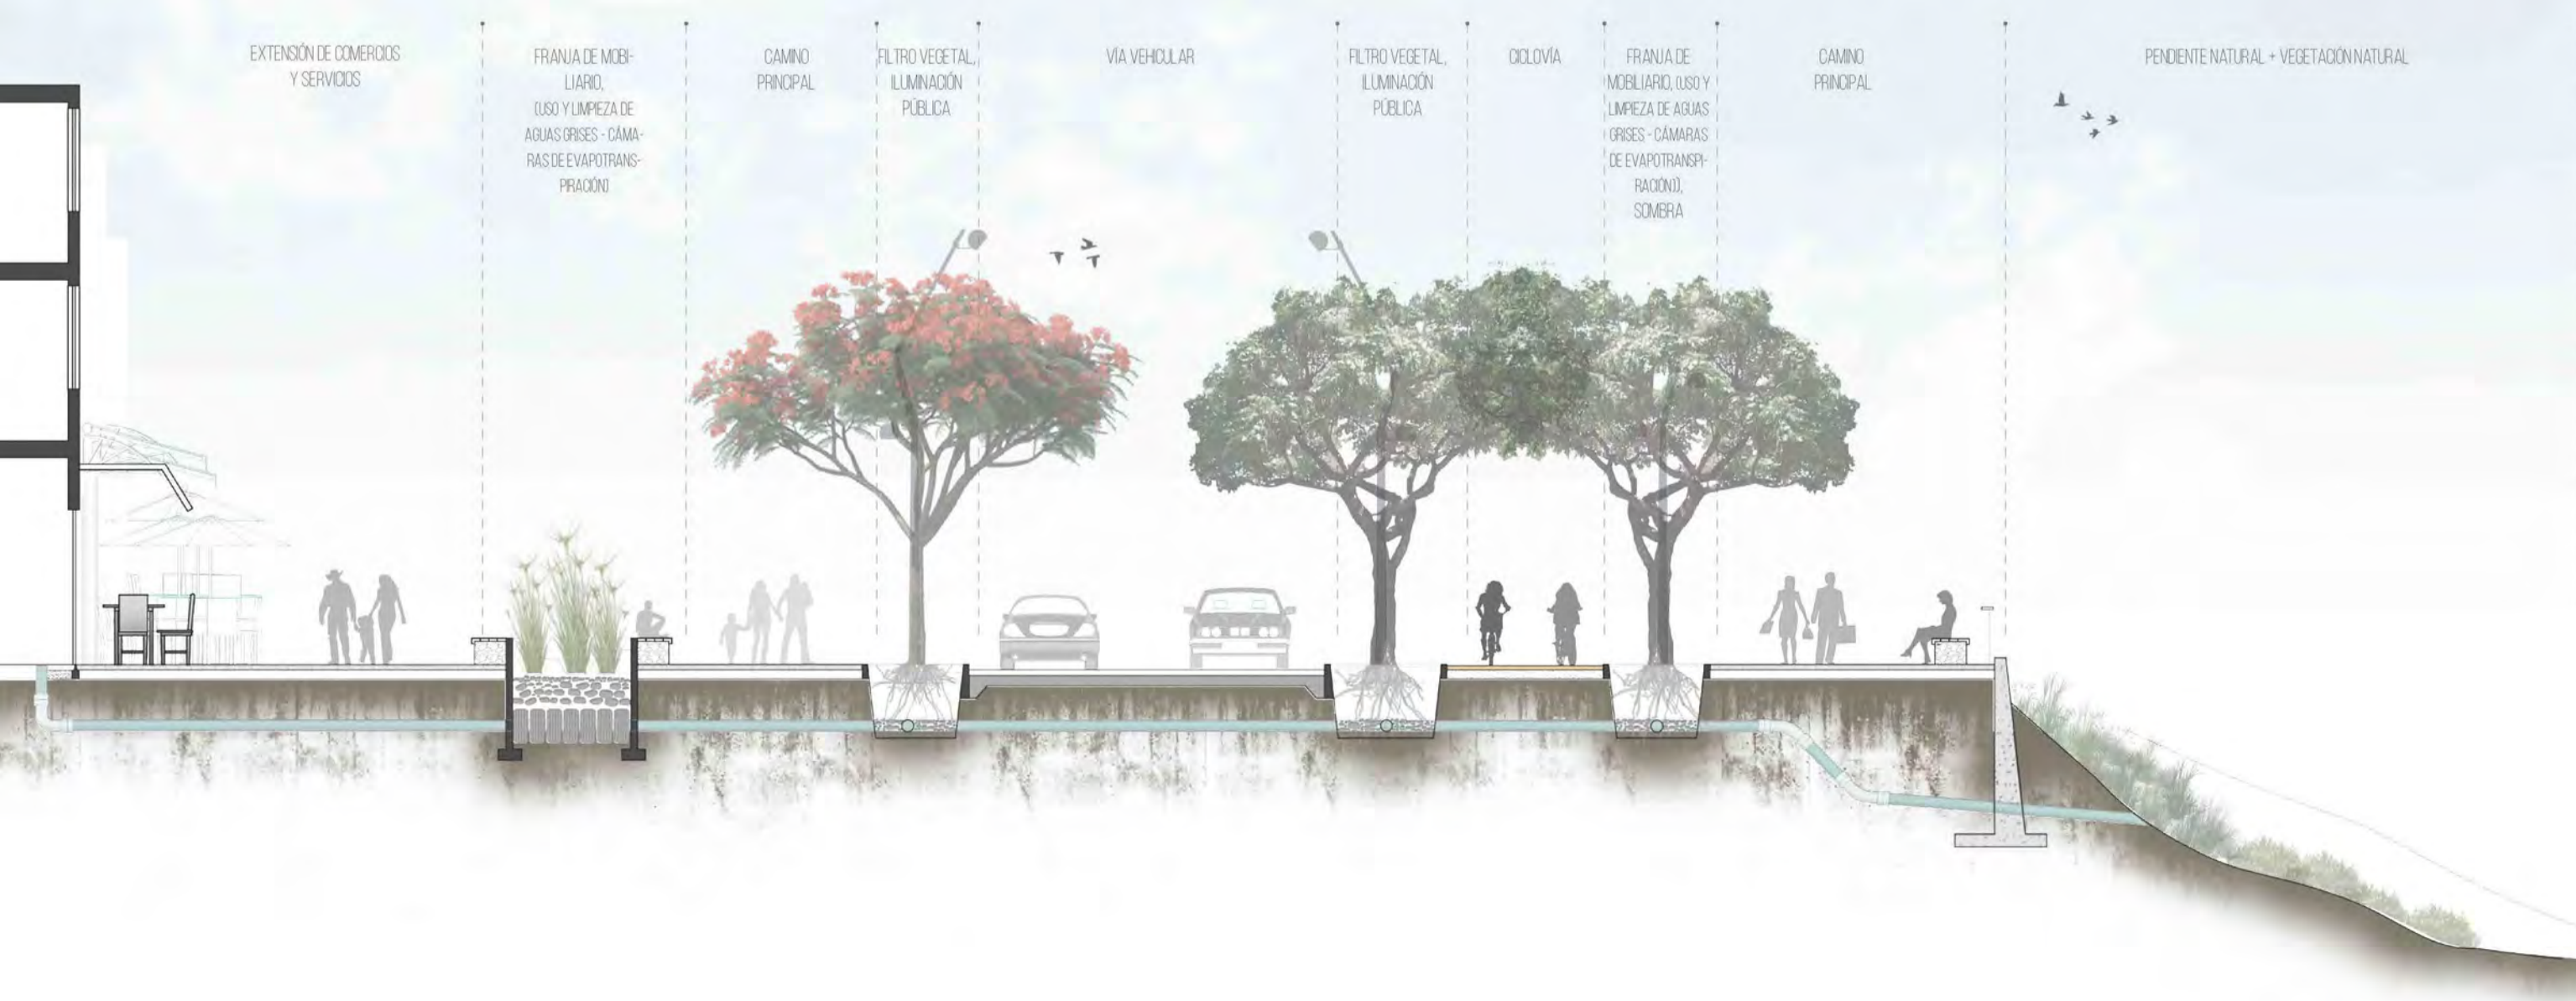 EXTENSIÓN DE COMERCIOS
Y SERVICIOS
FRANJA DE MOBI-
LIARIO,
(USO Y LIMPIEZA DE
AGUAS GRISES - CÁMA-
RAS DE EVAPOTRANS-
PIRACIÓN)
CAMINO
PRINCIPAL
FILTRO VEGETAL,
ILUMINACIÓN
PÚBLICA
VÍA VEHICULAR
FILTRO VEGETAL,
ILUMINACIÓN
PÚBLICA
CICLOVÍA
FRANJA DE
MOBILIARIO, (USO Y
LIMPIEZA DE AGUAS
GRISES - CÁMARAS
DE EVAPOTRANSPI-
RACIÓN)),
SOMBRA
CAMINO
PRINCIPAL
PENDIENTE NATURAL + VEGETACIÓN NATURAL